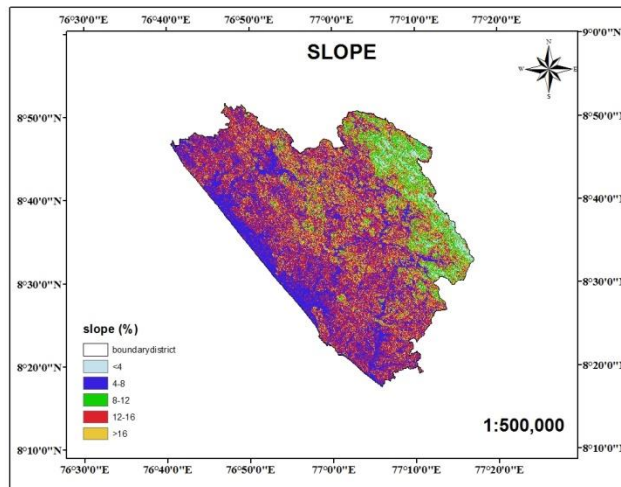 76°30'0"E 76°40'0"E 76°50'0"E 77°0'0"E 77°10'0"E 77°20'0"E
9°0'0"N
SLOPE
N
W E
S
8°50'0"N 8°50'0"N
8°40'0"N 8°40'0"N
8°30'0"N 8°30'0"N
slope (%)
boundarydistrict
<4
4-8
8-12
12-16
>16
8°20'0"N 8°20'0"N
1:500,000
8°10'0"N 8°10'0"N
76°30'0"E 76°40'0"E 76°50'0"E 77°0'0"E 77°10'0"E 77°20'0"E